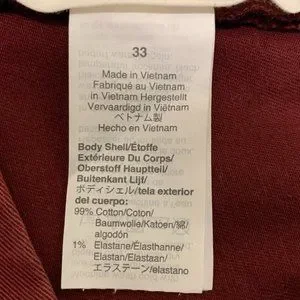 33
Made in Vietnam
Fabriqué au Vietnam
in Vietnam Hergestellt
Vervaardigd in Vietnam
ベトナム製
Hecho en Vietnam
Body Shell/Étoffe
Extérieure Du Corps/
Oberstoff Hauptteil/
Buitenkant Lijf/
ボディシェル/tela exterior
del cuerpo:
99% Cotton/Coton/
Baumwolle/Katoen/綿/
algodón
1% Elastane/Élasthanne/
Elastan/Elastaan/
エラステーン/elastano